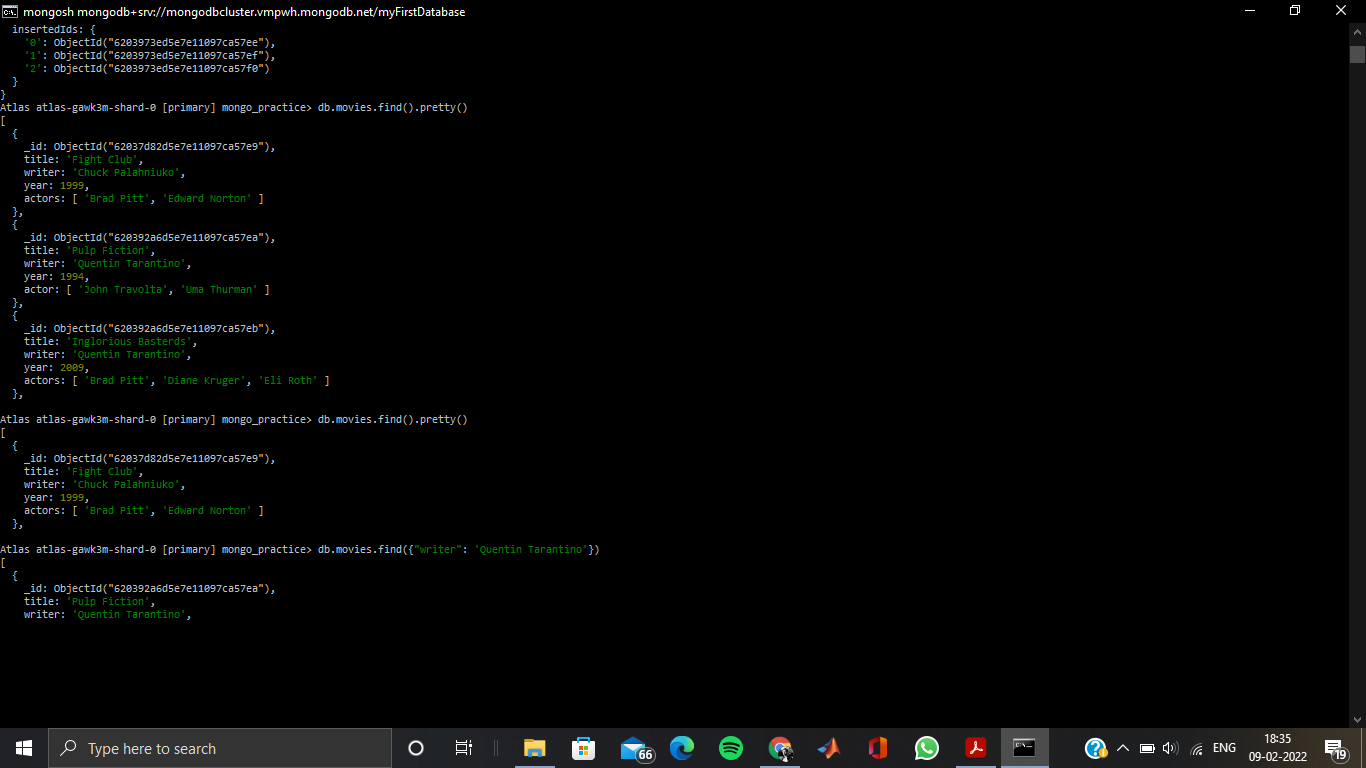 mongosh mongodb+srv://mongodbcluster.vmpwh.mongodb.net/myFirstDatabase
insertedIds: {
'0': ObjectId("6203973ed5e7e11097ca57ee"),
'1': ObjectId("6203973ed5e7e11097ca57ef"),
'2': ObjectId("6203973ed5e7e11097ca57f0")
}
}
Atlas atlas-gawk3m-shard-0 [primary] mongo_practice> db.movies.find().pretty()
[
{
_id: ObjectId("62037d82d5e7e11097ca57e9"),
title: 'Fight Club',
writer: 'Chuck Palahniuko',
year: 1999,
actors: [ 'Brad Pitt', 'Edward Norton' ]
},
{
_id: ObjectId("620392a6d5e7e11097ca57ea"),
title: 'Pulp Fiction',
writer: 'Quentin Tarantino',
year: 1994,
actor: [ 'John Travolta', 'Uma Thurman' ]
},
{
_id: ObjectId("620392a6d5e7e11097ca57eb"),
title: 'Inglorious Basterds',
writer: 'Quentin Tarantino',
year: 2009,
actors: [ 'Brad Pitt', 'Diane Kruger', 'Eli Roth' ]
},
Atlas atlas-gawk3m-shard-0 [primary] mongo_practice> db.movies.find().pretty()
[
{
_id: ObjectId("62037d82d5e7e11097ca57e9"),
title: 'Fight Club',
writer: 'Chuck Palahniuko',
year: 1999,
actors: [ 'Brad Pitt', 'Edward Norton' ]
},
Atlas atlas-gawk3m-shard-0 [primary] mongo_practice> db.movies.find({"writer": 'Quentin Tarantino'})
[
{
_id: ObjectId("620392a6d5e7e11097ca57ea"),
title: 'Pulp Fiction',
writer: 'Quentin Tarantino',
Type here to search
66
ENG
18:35
09-02-2022
19